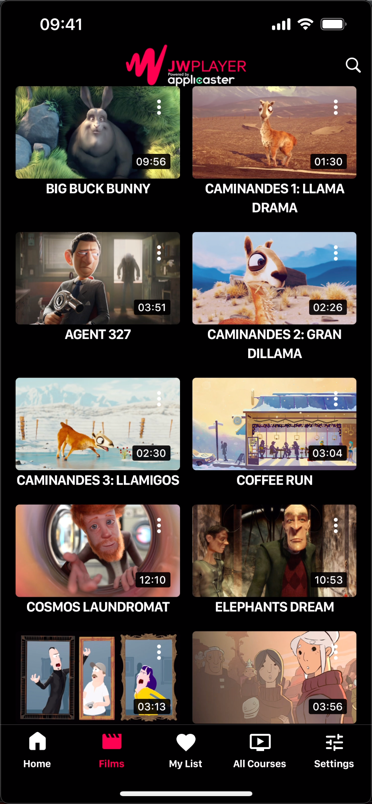 09:41
JWPLAYER
Powered by
applicaster
09:56
01:30
BIG BUCK BUNNY
CAMINANDES 1: LLAMA
DRAMA
03:51
02:26
AGENT 327
CAMINANDES 2: GRAN
DILLAMA
02:30
03:04
CAMINANDES 3: LLAMIGOS
COFFEE RUN
12:10
10:53
COSMOS LAUNDROMAT
ELEPHANTS DREAM
03:13
03:56
Home
Films
My List
All Courses
Settings